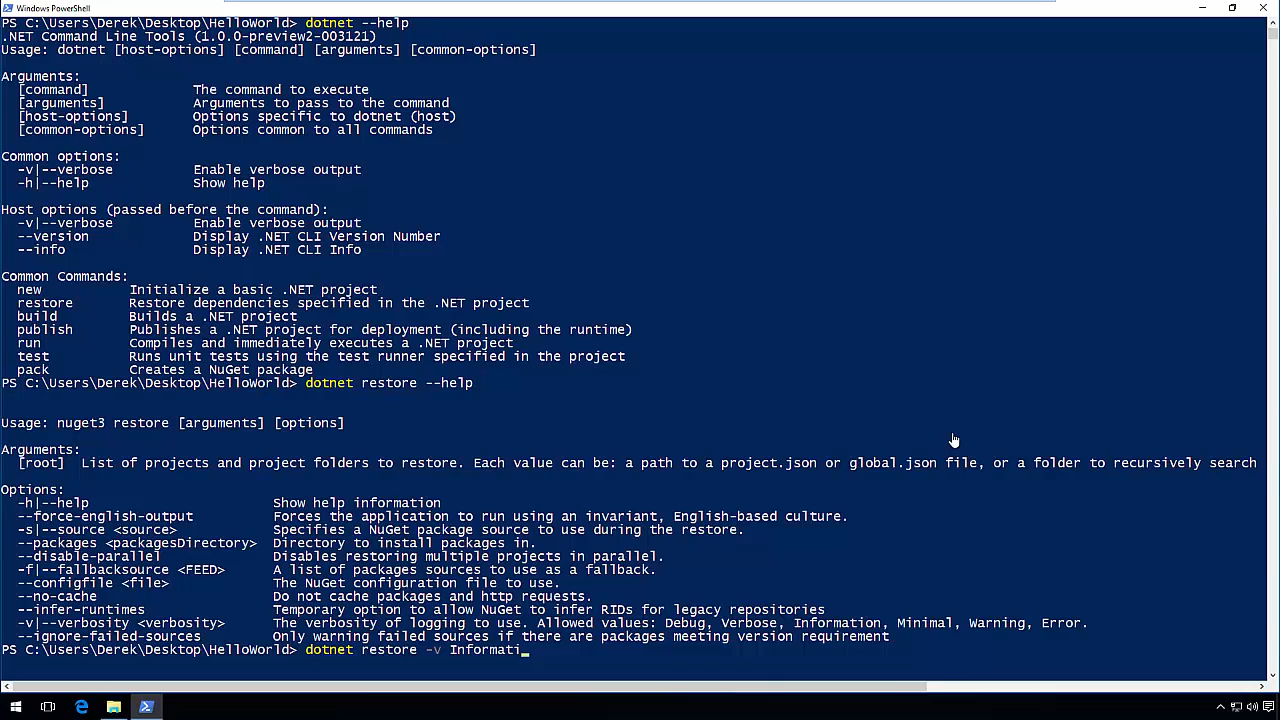 Windows PowerShell
PS C:\Users\Derek\Desktop\HelloWorld> dotnet --help
.NET Command Line Tools (1.0.0-preview2-003121)
Usage: dotnet [host-options] [command] [arguments] [common-options]
Arguments:
[command] The command to execute
[arguments] Arguments to pass to the command
[host-options] Options specific to dotnet (host)
[common-options] Options common to all commands
Common options:
-v|--verbose Enable verbose output
-h|--help Show help
Host options (passed before the command):
-v|--verbose Enable verbose output
--version Display .NET CLI Version Number
--info Display .NET CLI Info
Common Commands:
new Initialize a basic .NET project
restore Restore dependencies specified in the .NET project
build Builds a .NET project
publish Publishes a .NET project for deployment (including the runtime)
run Compiles and immediately executes a .NET project
test Runs unit tests using the test runner specified in the project
pack Creates a NuGet package
PS C:\Users\Derek\Desktop\HelloWorld> dotnet restore --help
Usage: nuget3 restore [arguments] [options]
Arguments:
[root] List of projects and project folders to restore. Each value can be: a path to a project.json or global.json file, or a folder to recursively search
Options:
-h|--help Show help information
--force-english-output Forces the application to run using an invariant, English-based culture.
-s|--source <source> Specifies a NuGet package source to use during the restore.
--packages <packagesDirectory> Directory to install packages in.
--disable-parallel Disables restoring multiple projects in parallel.
-f|--fallbacksource <FEED> A list of packages sources to use as a fallback.
--configfile <file> The NuGet configuration file to use.
--no-cache Do not cache packages and http requests.
--infer-runtimes Temporary option to allow NuGet to infer RIDs for legacy repositories
-v|--verbosity <verbosity> The verbosity of logging to use. Allowed values: Debug, Verbose, Information, Minimal, Warning, Error.
--ignore-failed-sources Only warning failed sources if there are packages meeting version requirement
PS C:\Users\Derek\Desktop\HelloWorld> dotnet restore -v Informati_